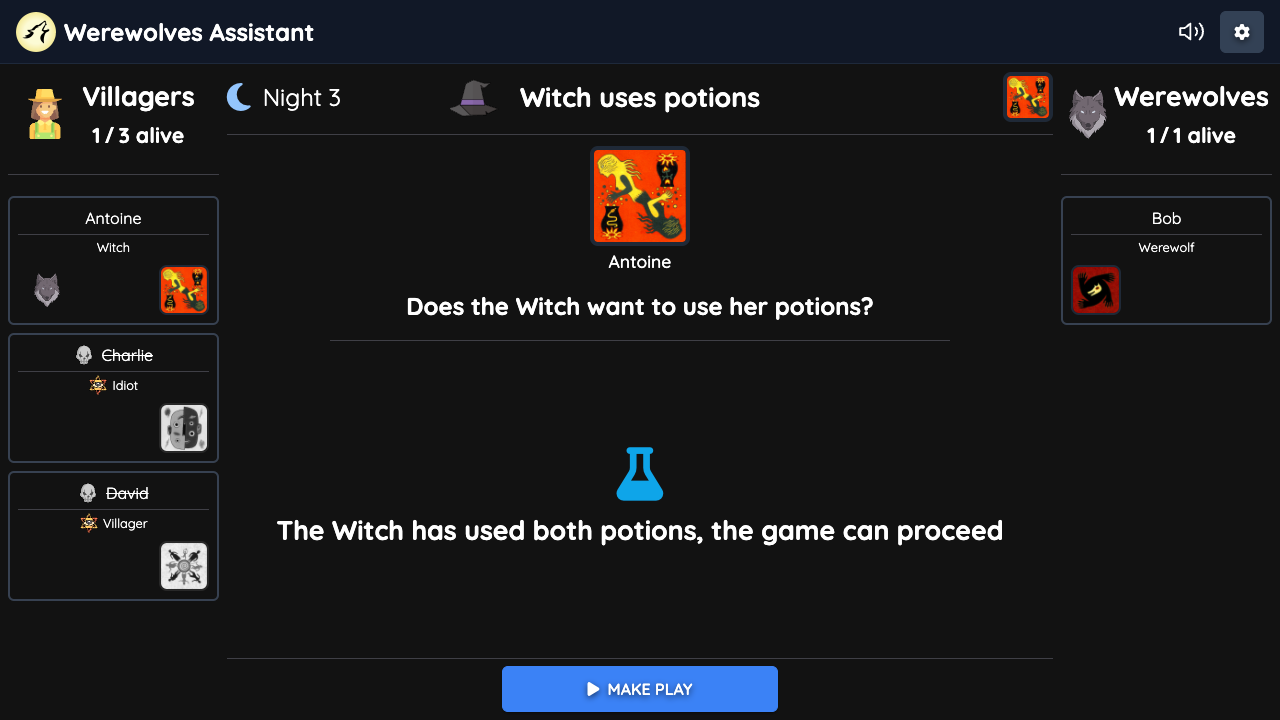 Werewolves Assistant
Villagers
1 / 3 alive
Night 3
Witch uses potions
Werewolves
1 / 1 alive
Antoine
Witch
Charlie
Idiot
David
Villager
Antoine
Does the Witch want to use her potions?
The Witch has used both potions, the game can proceed
MAKE PLAY
Bob
Werewolf